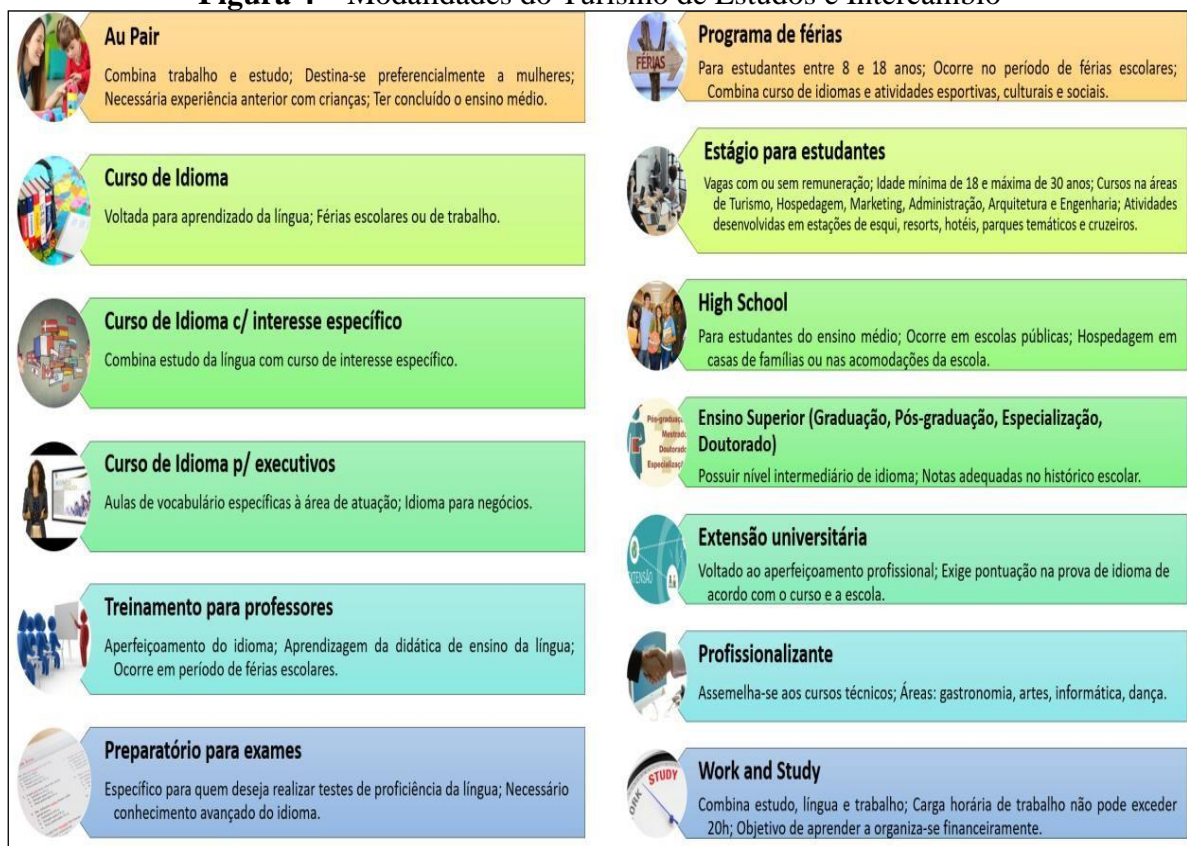 Figura 4 – Modalidades do Turismo de Estudos e Intercâmbio
Au Pair
Combina trabalho e estudo; Destina-se preferencialmente a mulheres;
Necessária experiência anterior com crianças; Ter concluído o ensino médio.
Curso de Idioma
Voltada para aprendizado da língua; Férias escolares ou de trabalho.
Curso de Idioma c/ interesse específico
Combina estudo da língua com curso de interesse específico.
Curso de Idioma p/ executivos
Aulas de vocabulário específicas à área de atuação; Idioma para negócios.
Treinamento para professores
Aperfeiçoamento do idioma; Aprendizagem da didática de ensino da língua;
Ocorre em período de férias escolares.
Preparatório para exames
Específico para quem deseja realizar testes de proficiência da língua; Necessário
conhecimento avançado do idioma.
FÉRIAS
Programa de férias
Para estudantes entre 8 e 18 anos; Ocorre no período de férias escolares;
Combina curso de idiomas e atividades esportivas, culturais e sociais.
Estágio para estudantes
Vagas com ou sem remuneração; Idade mínima de 18 e máxima de 30 anos; Cursos na áreas
de Turismo, Hospedagem, Marketing, Administração, Arquitetura e Engenharia; Atividades
desenvolvidas em estações de esqui, resorts, hotéis, parques temáticos e cruzeiros.
High School
Para estudantes do ensino médio; Ocorre em escolas públicas; Hospedagem em
casas de famílias ou nas acomodações da escola.
Pós-graduaç
Mestrado
Doutorado
Especializaç
Ensino Superior (Graduação, Pós-graduação, Especialização,
Doutorado)
Possuir nível intermediário de idioma; Notas adequadas no histórico escolar.
Extensão universitária
Voltado ao aperfeiçoamento profissional; Exige pontuação na prova de idioma de
acordo com o curso e a escola.
Profissionalizante
Assemelha-se aos cursos técnicos; Áreas: gastronomia, artes, informática, dança.
STUDY
ORK
Work and Study
Combina estudo, língua e trabalho; Carga horária de trabalho não pode exceder
20h; Objetivo de aprender a organiza-se financeiramente.